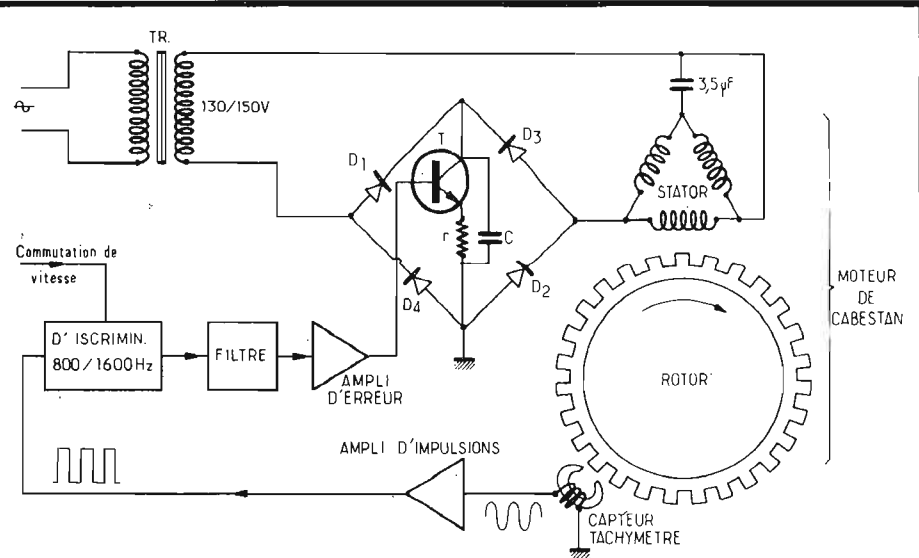 TR.
130/150V
3,5µF
D1
T
D3
STATOR
r
C
D4
D2
Commutation de
vitesse
D'ISCRIMIN.
800/1600Hz
FILTRE
AMPLI
D'ERREUR
MOTEUR
DE
CABESTAN
ROTOR
AMPLI D'IMPULSIONS
CAPTEUR
TACHYMETRE